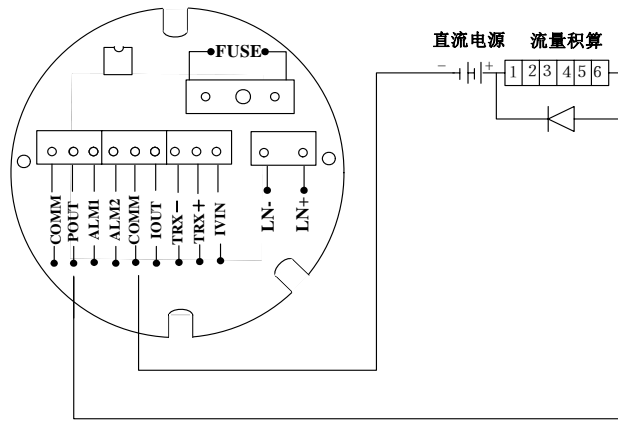 直流电源 流量积算
FUSE
− + 1 2 3 4 5 6
COMM POUT ALM1 ALM2 COMM IOUT TRX− TRX+ IVIN LN- LN+